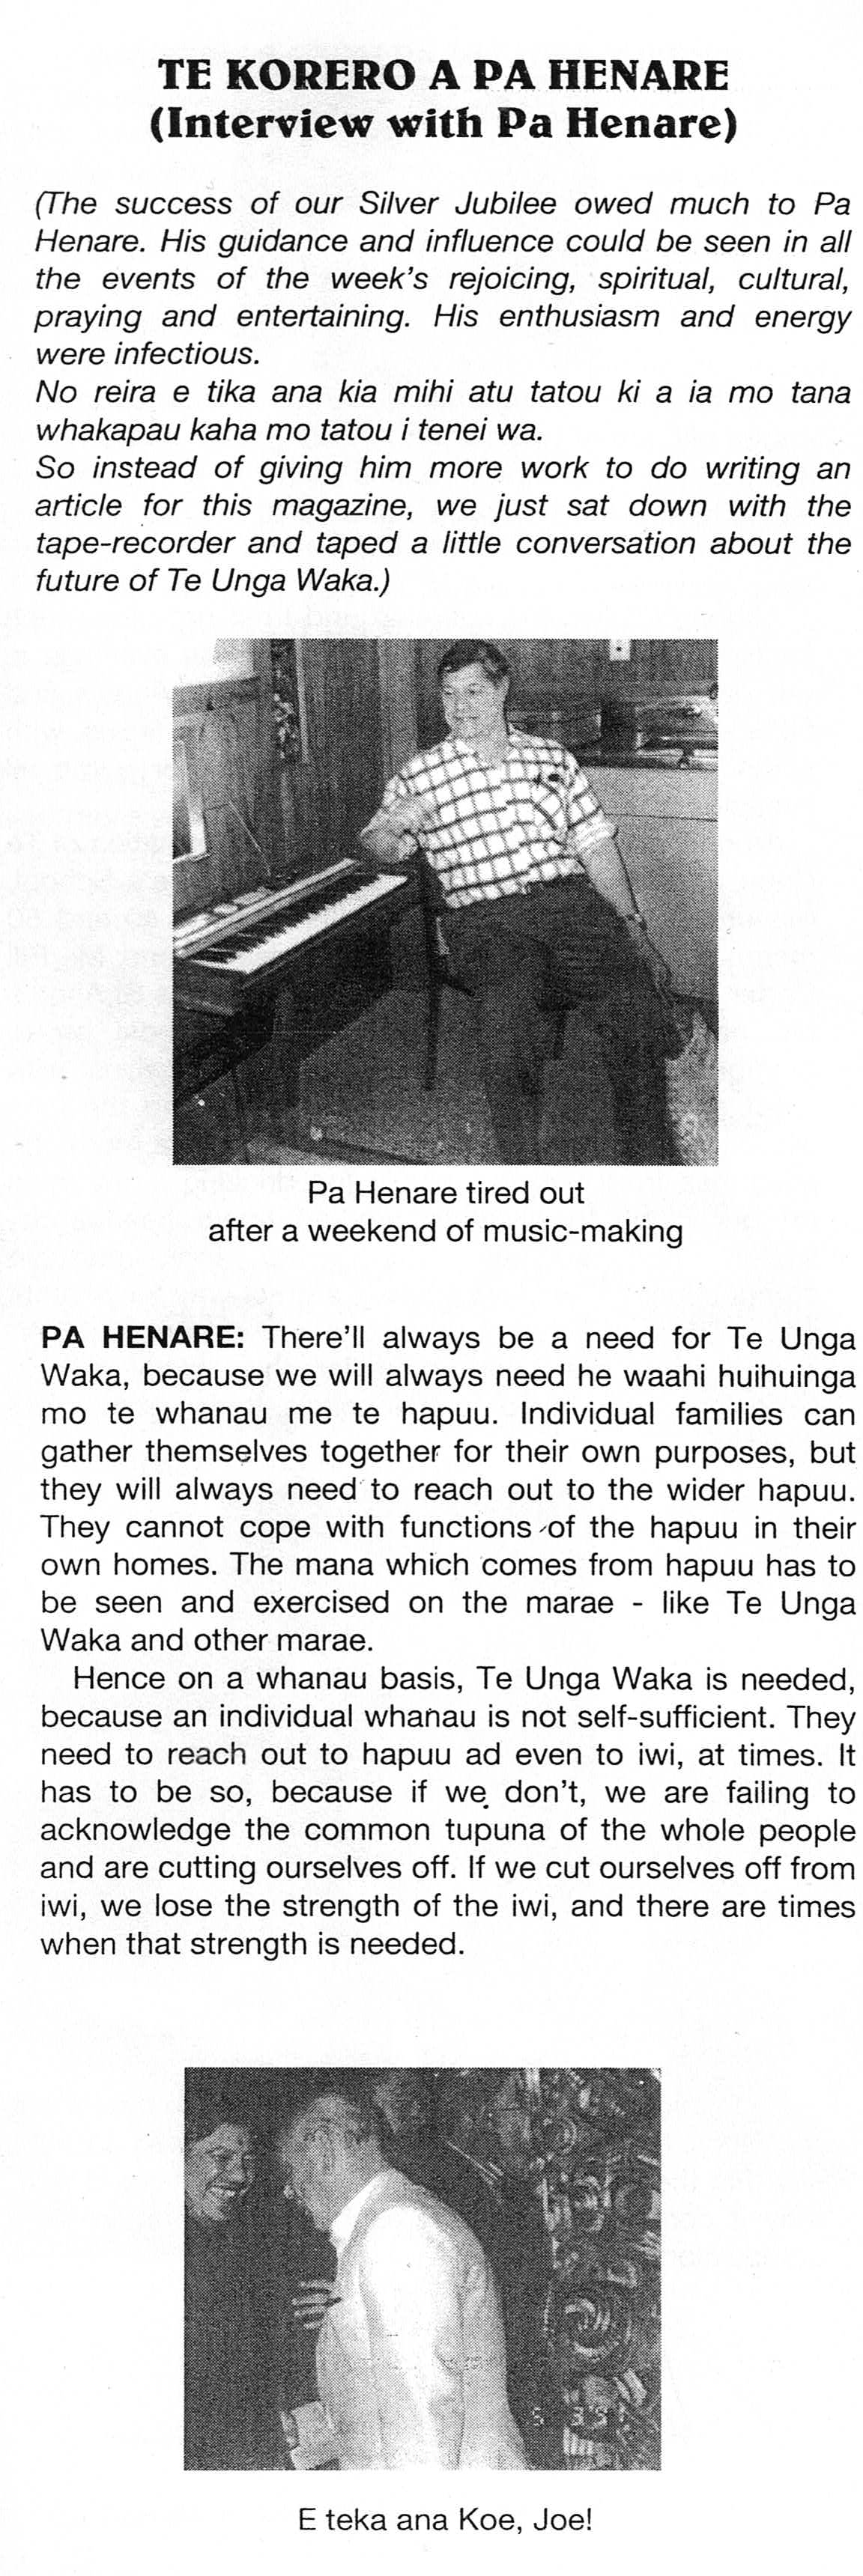 TE KORERO A PA HENARE
(Interview with Pa Henare)
(The success of our Silver Jubilee owed much to Pa
Henare. His guidance and influence could be seen in all
the events of the week's rejoicing, spiritual, cultural,
praying and entertaining. His enthusiasm and energy
were infectious.
No reira e tika ana kia mihi atu tatou ki a ia mo tana
whakapau kaha mo tatou i tenei wa.
So instead of giving him more work to do writing an
article for this magazine, we just sat down with the
tape-recorder and taped a little conversation about the
future of Te Unga Waka.)
Pa Henare tired out
after a weekend of music-making
PA HENARE: There'll always be a need for Te Unga
Waka, because we will always need he waahi huihuinga
mo te whanau me te hapuu. Individual families can
gather themselves together for their own purposes, but
they will always need to reach out to the wider hapuu.
They cannot cope with functions of the hapuu in their
own homes. The mana which comes from hapuu has to
be seen and exercised on the marae - like Te Unga
Waka and other marae.
Hence on a whanau basis, Te Unga Waka is needed,
because an individual whanau is not self-sufficient. They
need to reach out to hapuu ad even to iwi, at times. It
has to be so, because if we don't, we are failing to
acknowledge the common tupuna of the whole people
and are cutting ourselves off. If we cut ourselves off from
iwi, we lose the strength of the iwi, and there are times
when that strength is needed.
E teka ana Koe, Joe!